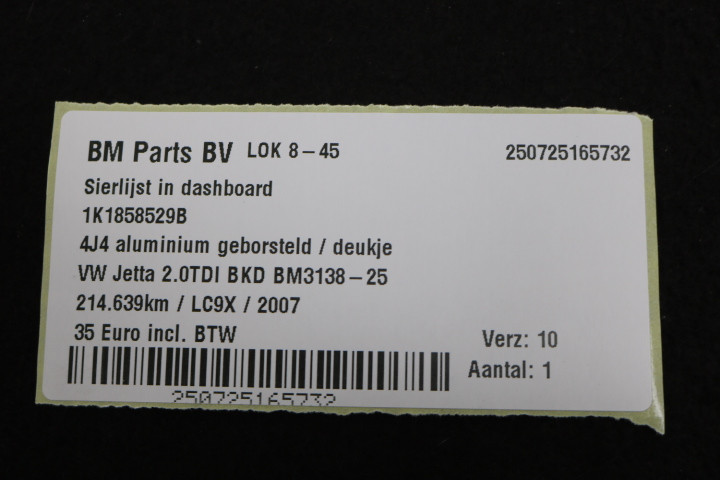 BM Parts BV LOK 8-45 250725165732
Sierlijst in dashboard
1K1858529B
4J4 aluminium geborsteld / deukje
VW Jetta 2.0TDI BKD BM3138-25
214.639km / LC9X / 2007
35 Euro incl. BTW
Verz: 10
Aantal: 1
250725165732